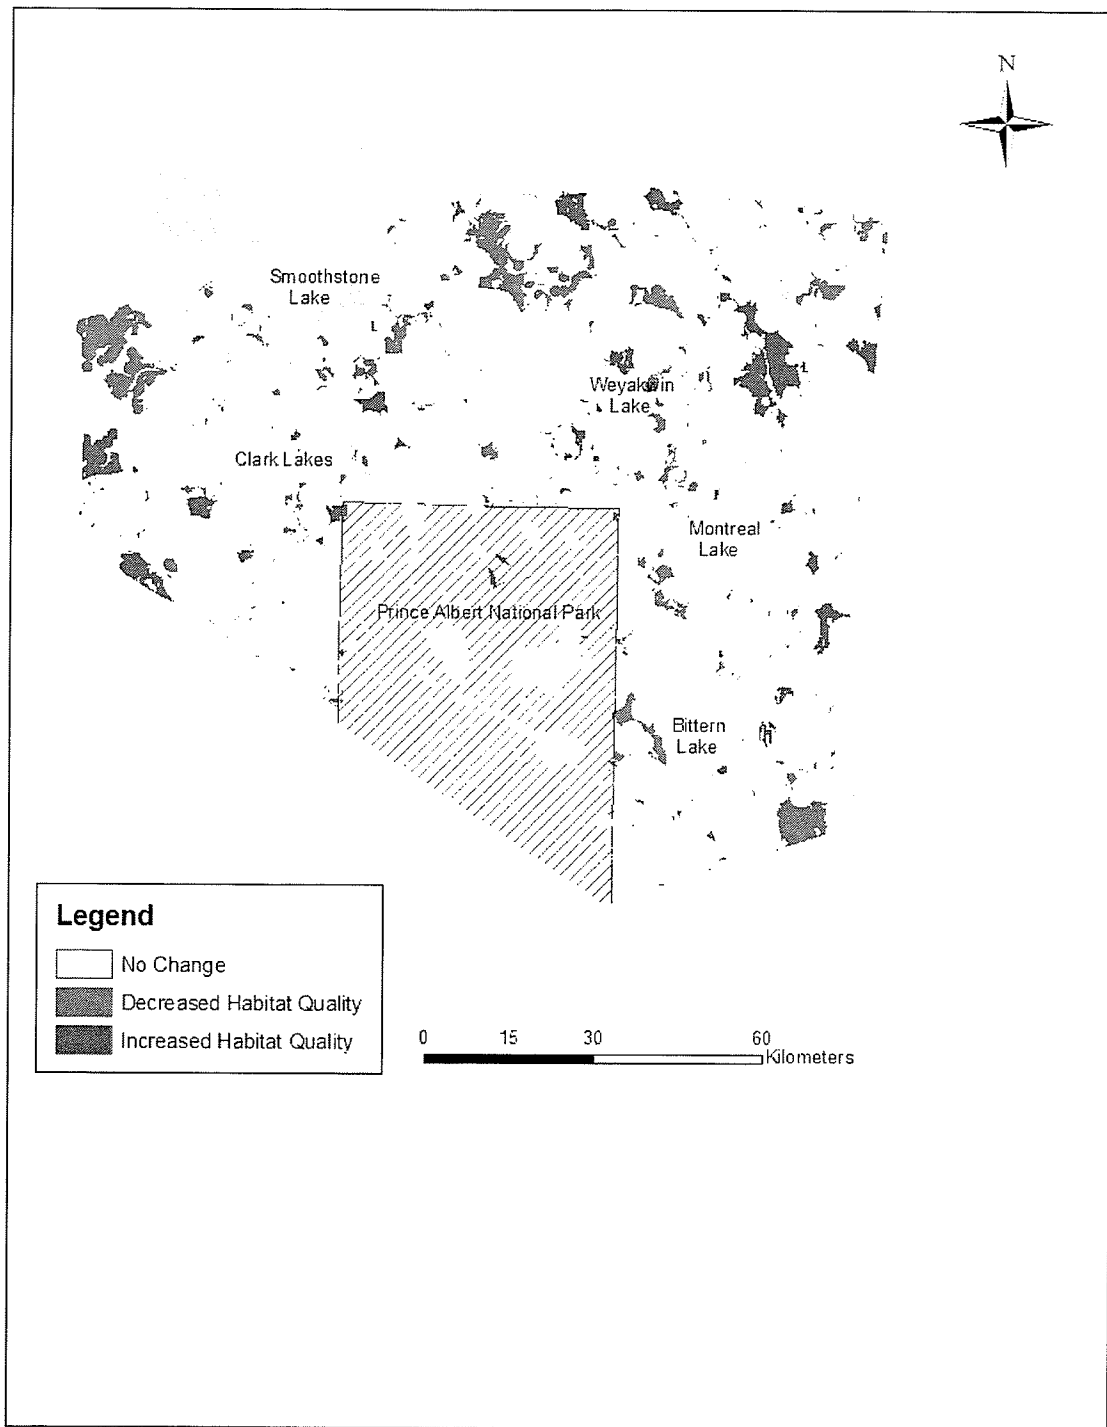 N
Smoothstone
Lake
L
Weyakwin
Lake
Clark Lakes
Montreal
Lake
Prince Albert National Park
Bittern
Lake
Legend
No Change
Decreased Habitat Quality
Increased Habitat Quality
0 15 30 60
Kilometers